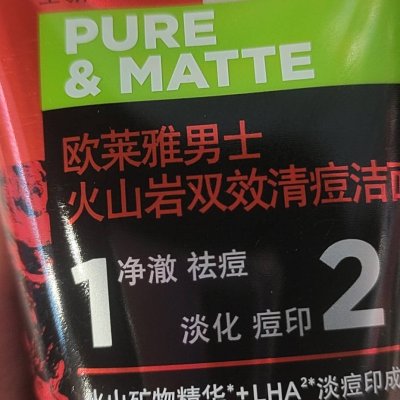 PURE
& MATTE
欧莱雅男士
火山岩双效清痘洁面
1 净澈 祛痘
淡化 痘印 2
火山矿物精华*+LHA²*淡痘印成